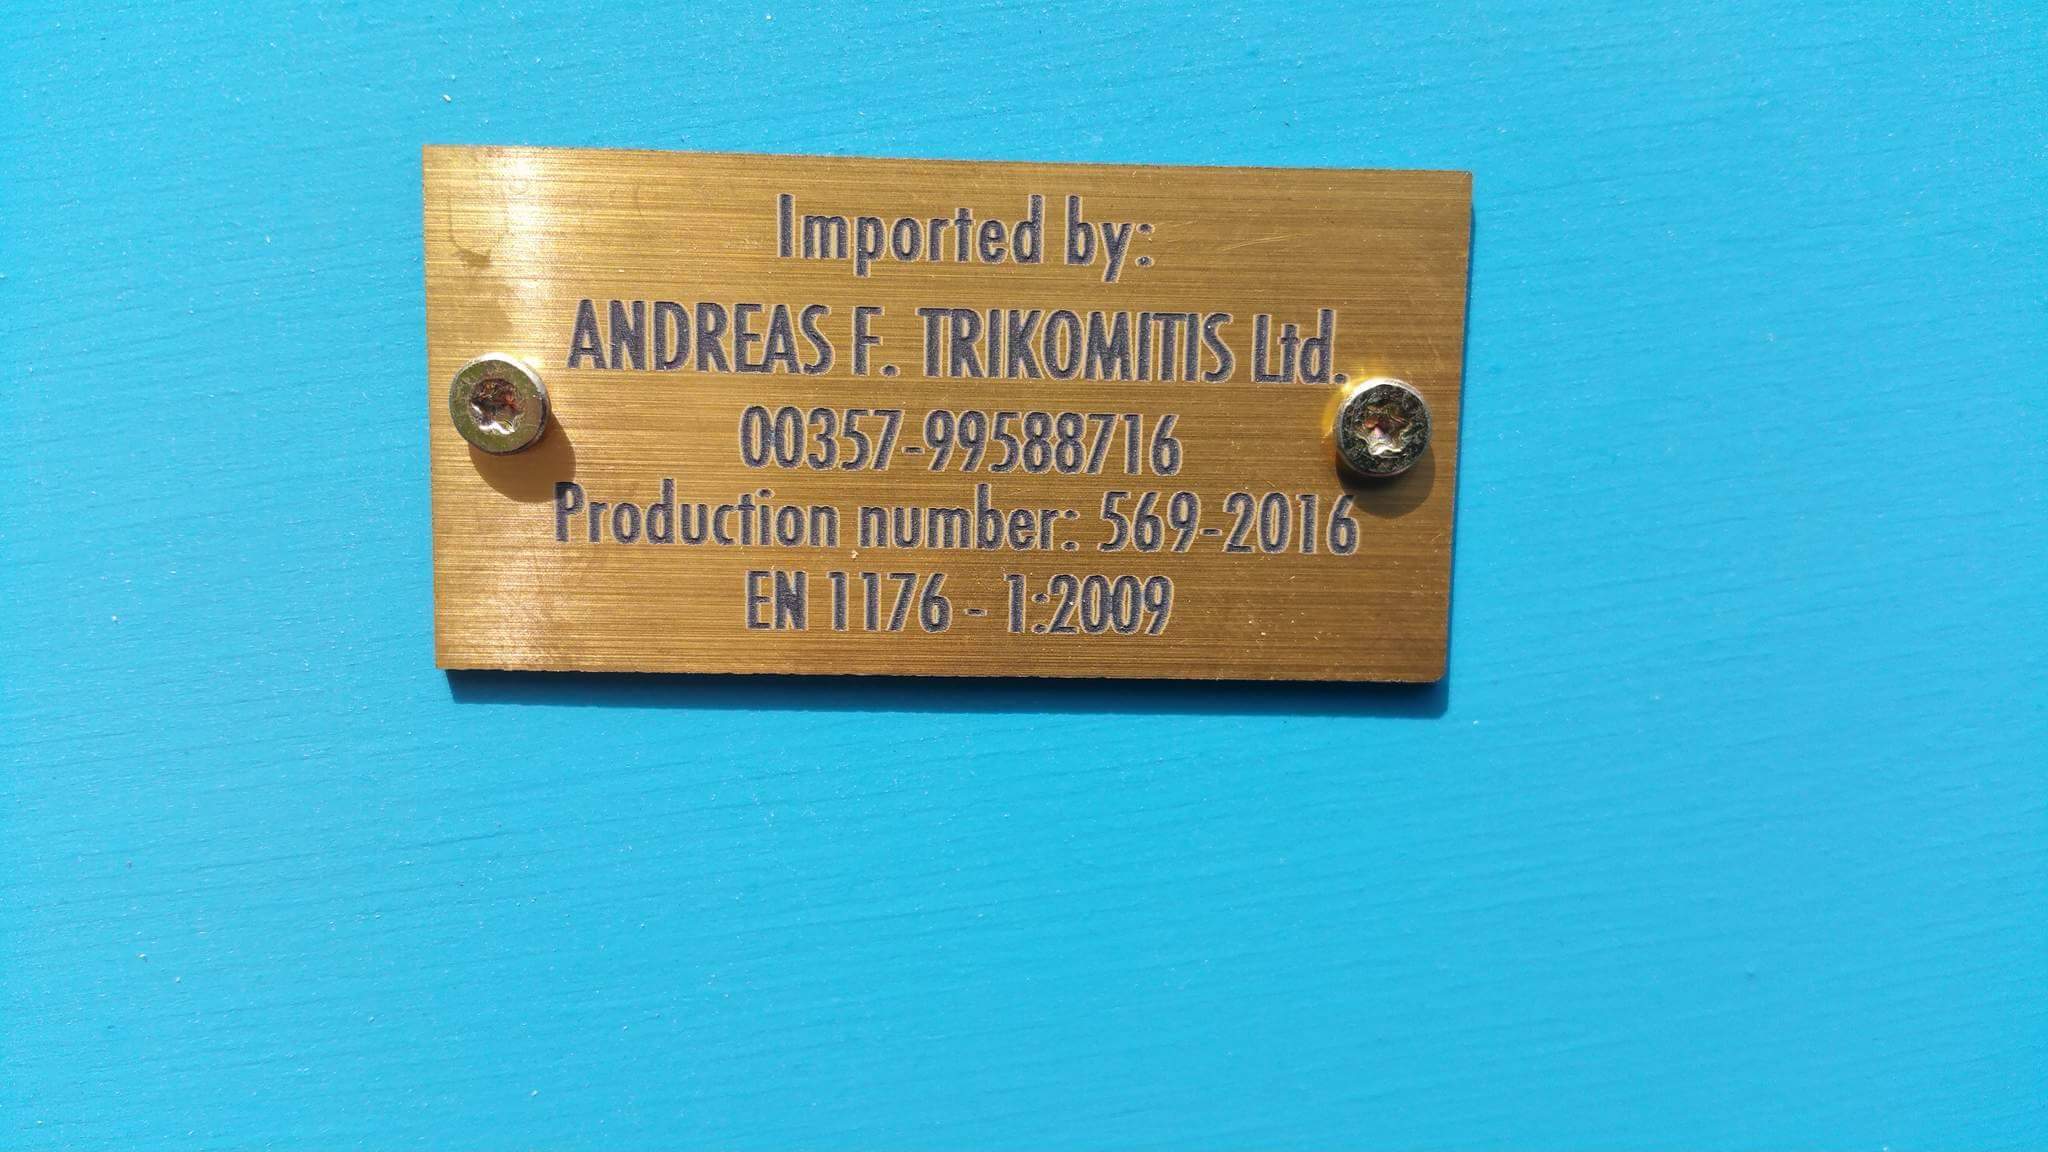 Imported by:
ANDREAS F. TRIKOMITIS Ltd.
00357-99588716
Production number: 569-2016
EN 1176 - 1:2009